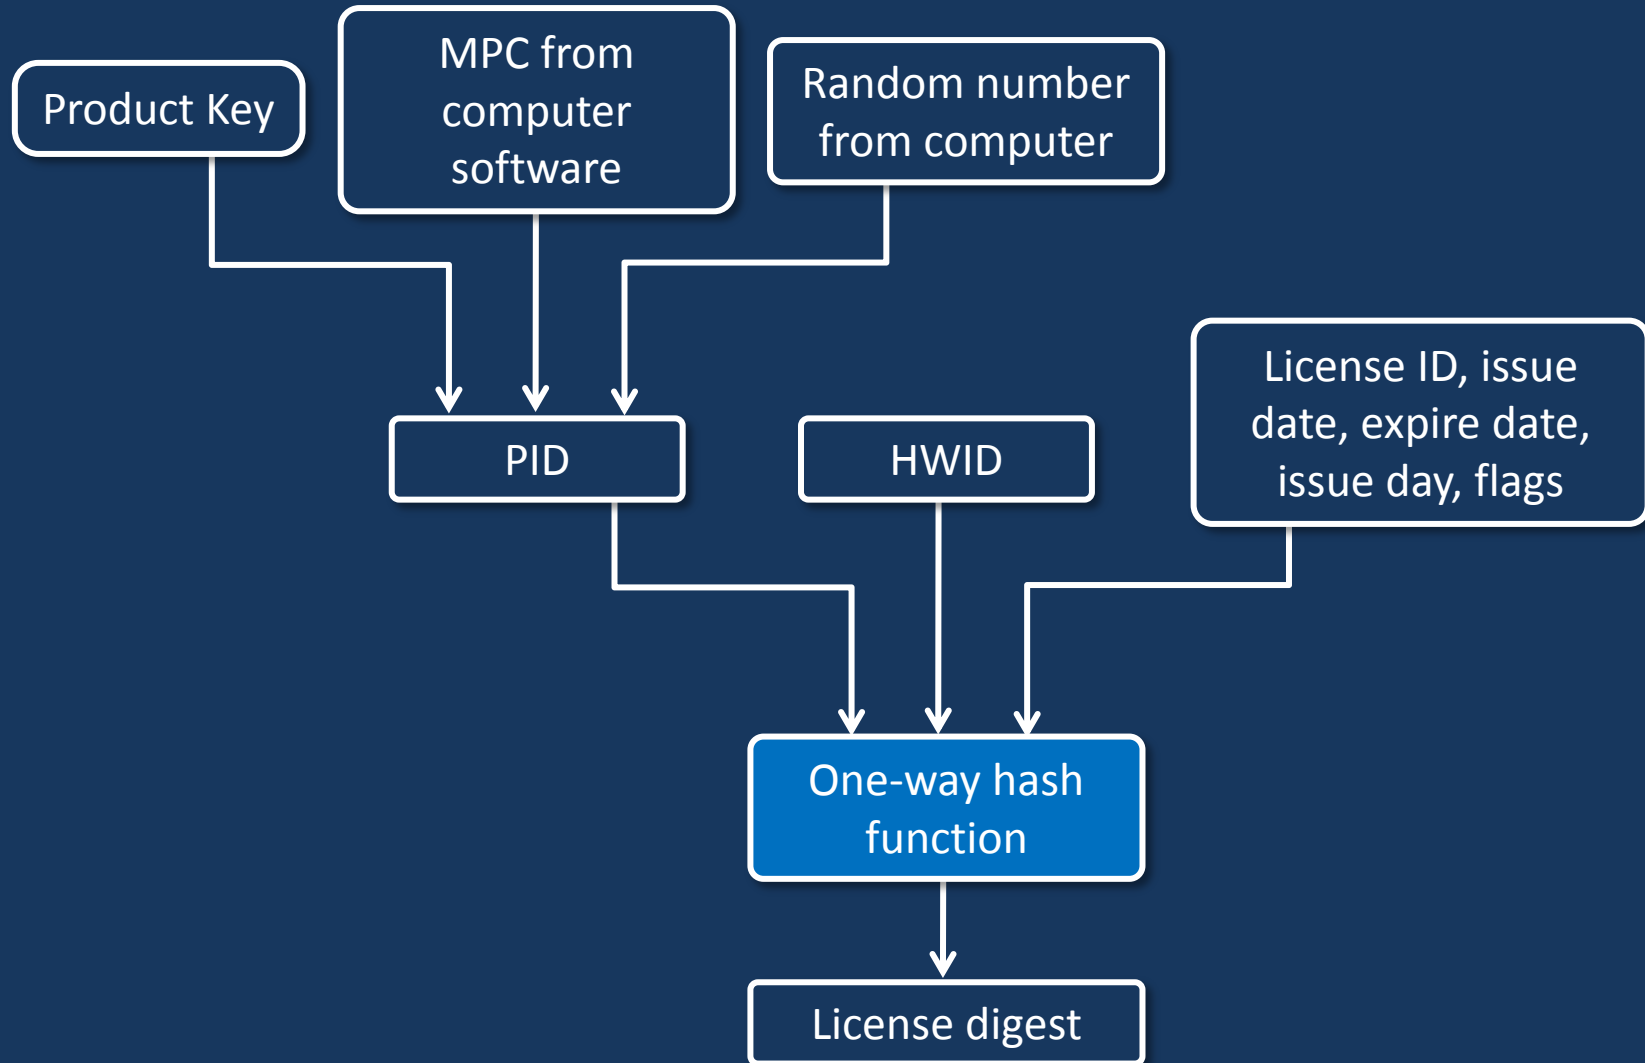 Product Key
MPC from
computer
software
Random number
from computer
PID
HWID
License ID, issue
date, expire date,
issue day, flags
One-way hash
function
License digest